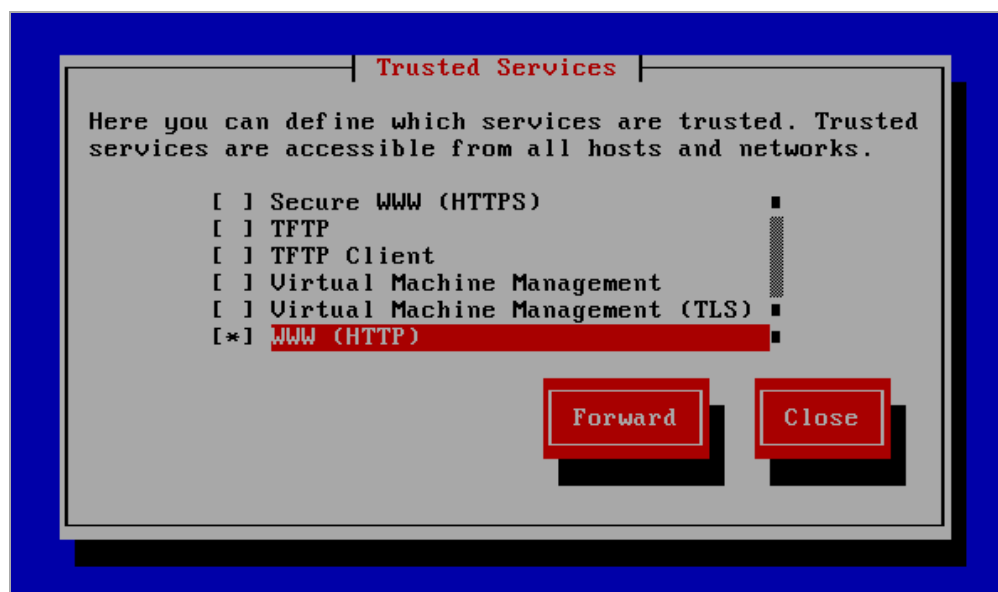 Trusted Services
Here you can define which services are trusted. Trusted
services are accessible from all hosts and networks.
[ ] Secure WWW (HTTPS)
[ ] TFTP
[ ] TFTP Client
[ ] Virtual Machine Management
[ ] Virtual Machine Management (TLS)
[*] WWW (HTTP)
Forward Close